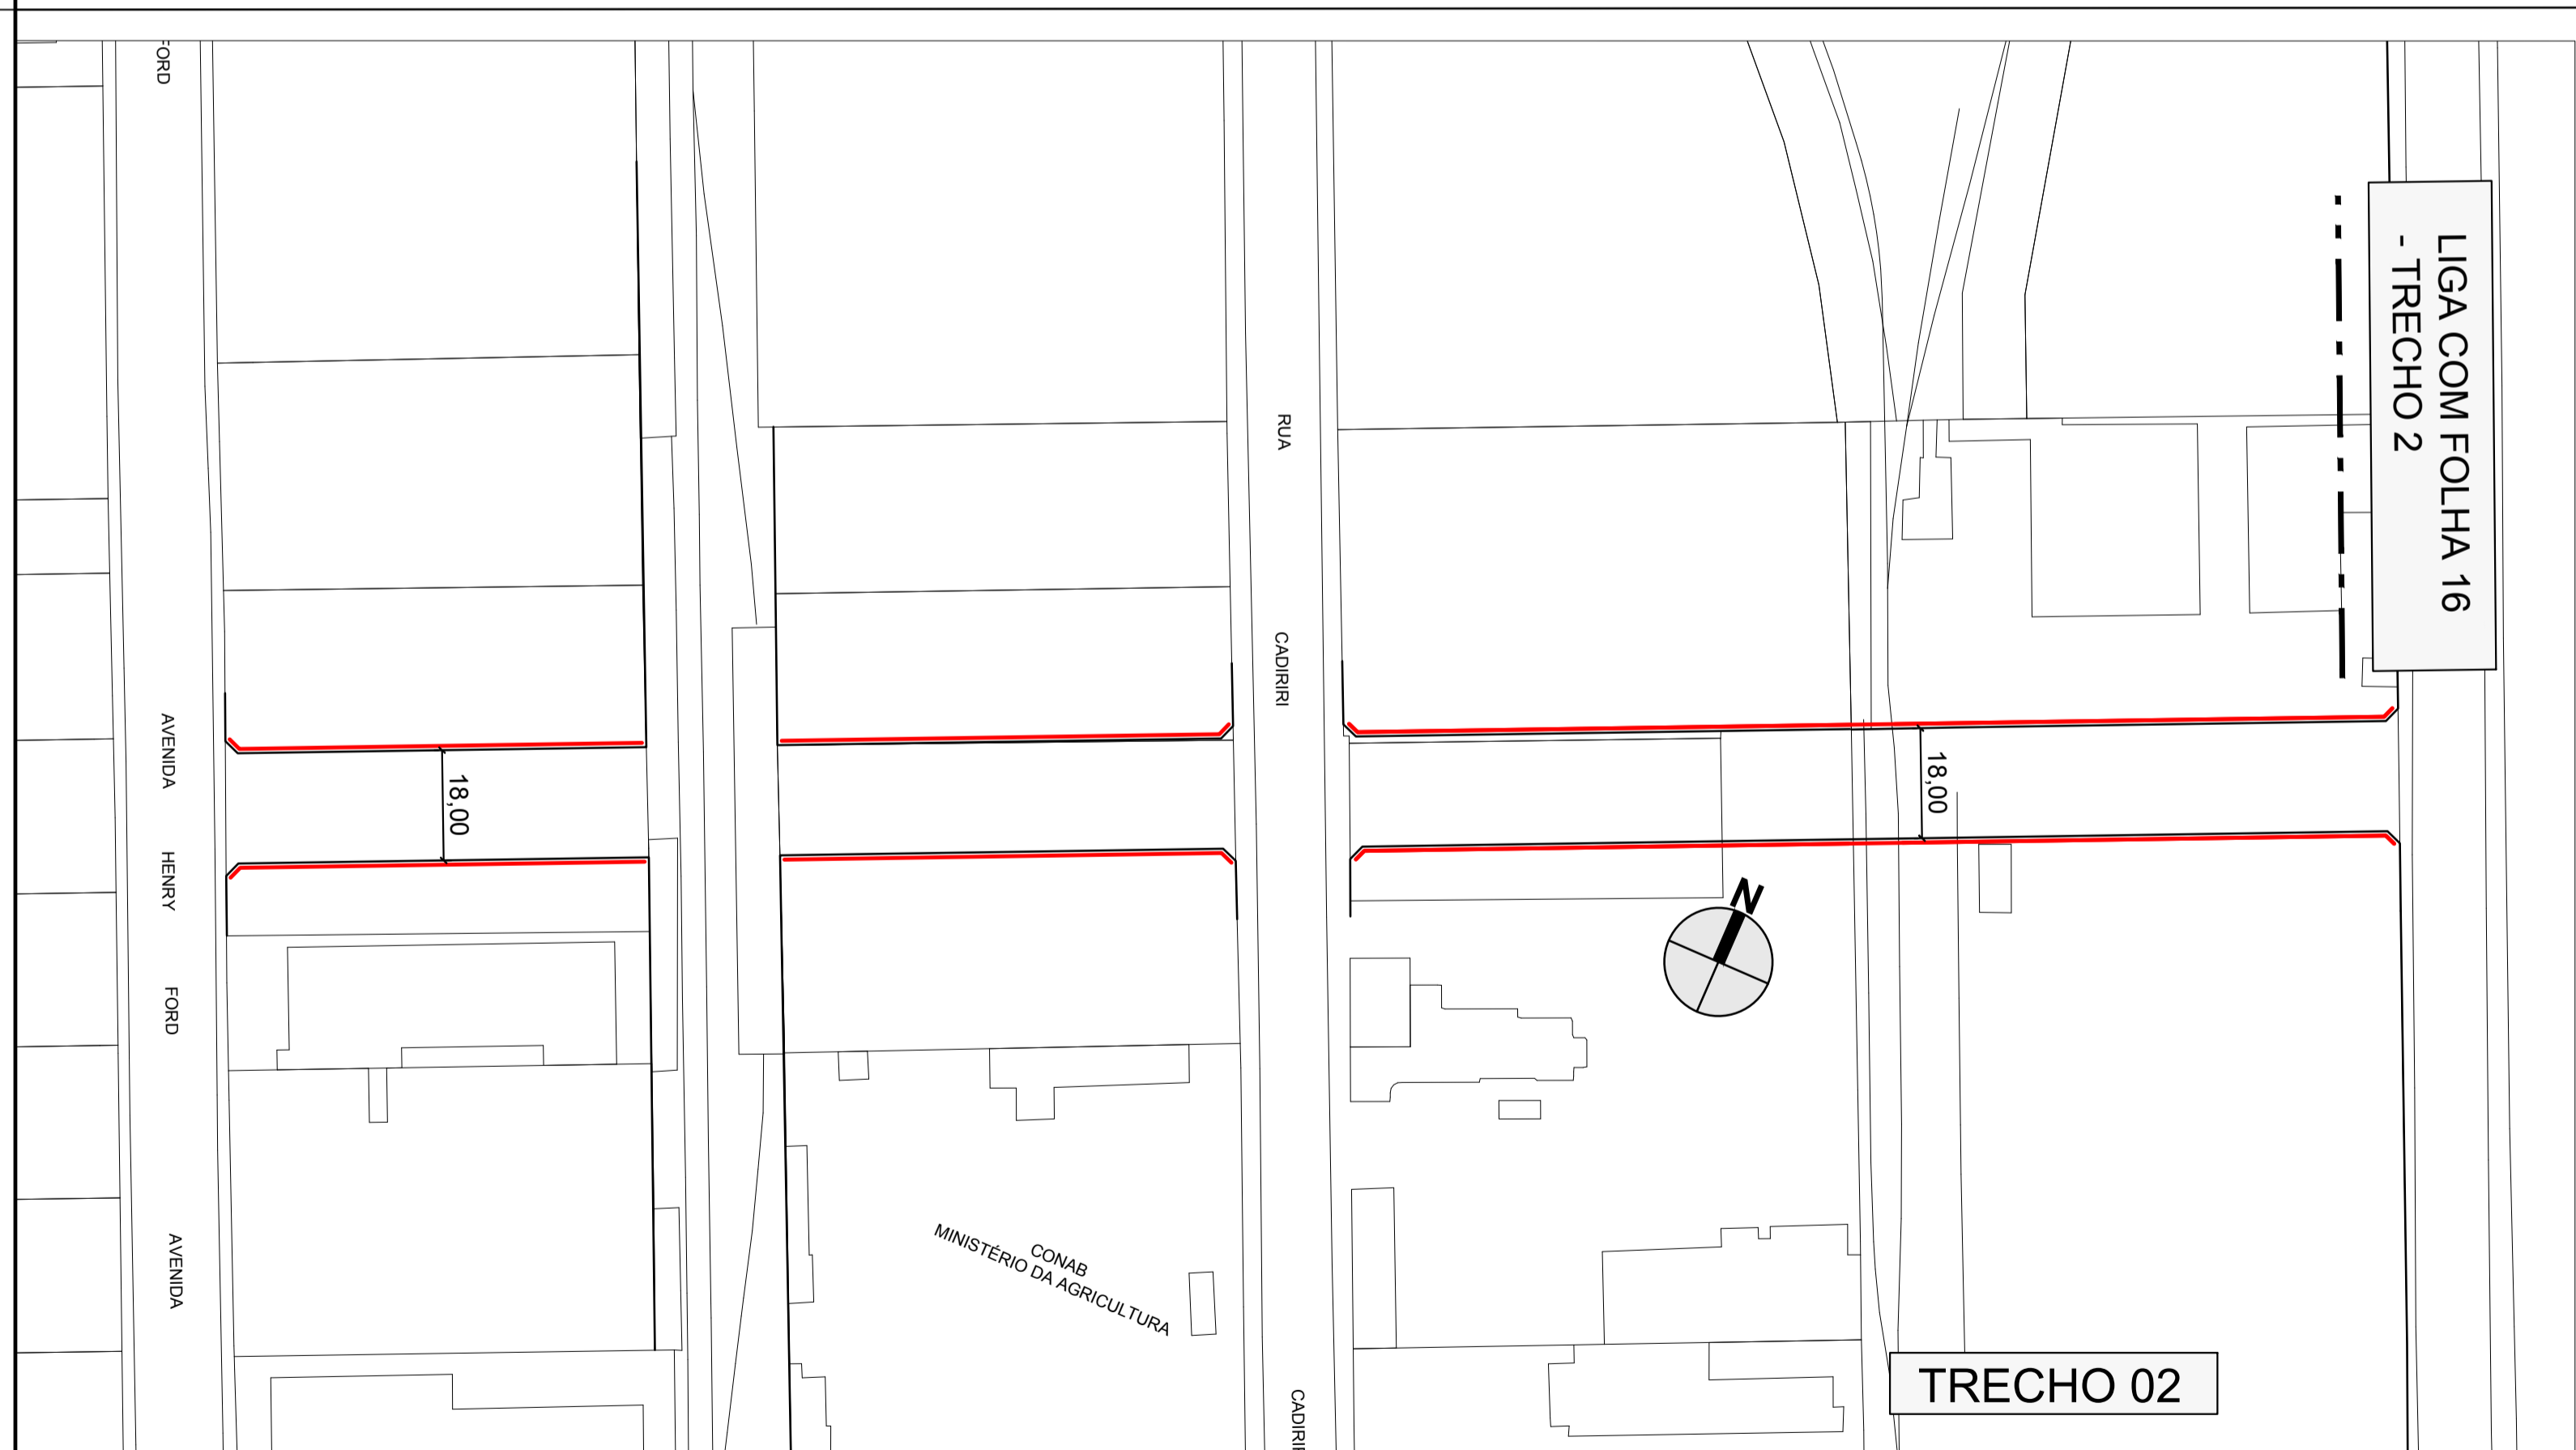 FORD
AVENIDA
HENRY
FORD
AVENIDA
18,00
RUA
CADIRIRI
18,00
LIGA COM FOLHA 16
- TRECHO 2
N
CONAB
MINISTÉRIO DA AGRICULTURA
TRECHO 02